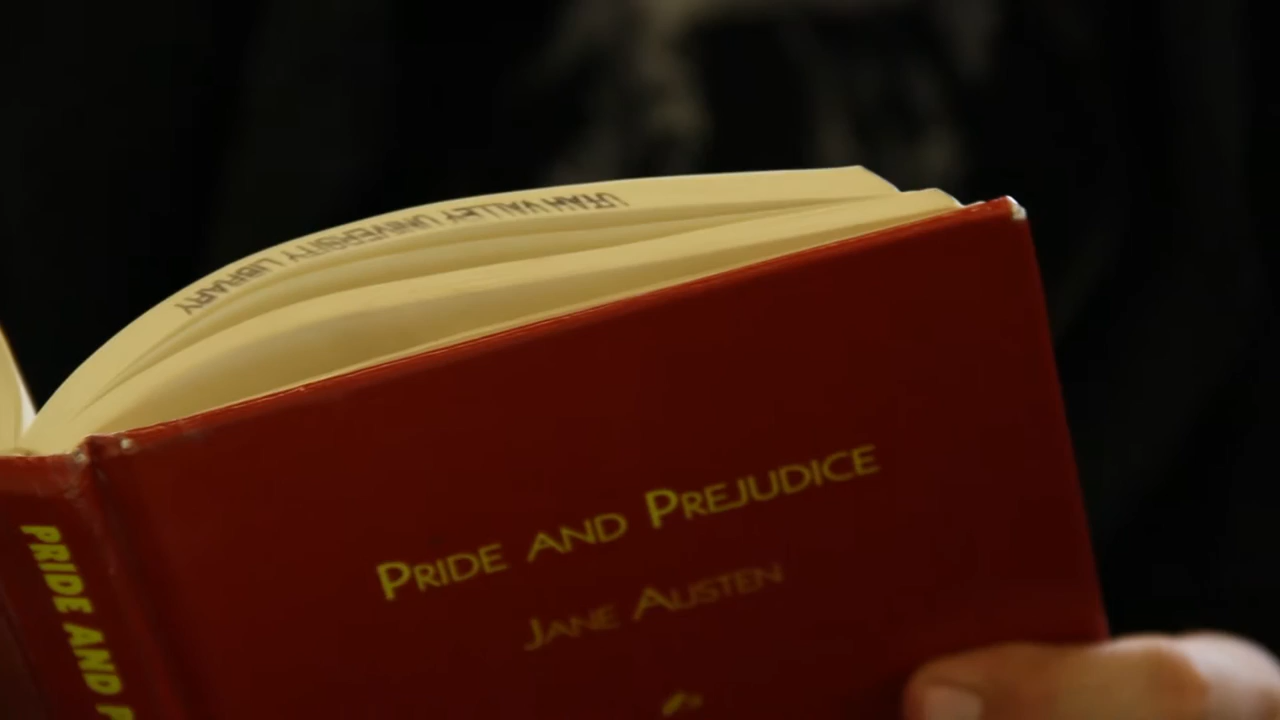 UTAH VALLEY UNIVERSITY LIBRARY
PRIDE AND PREJUDICE
JANE AUSTEN
PRIDE AND P